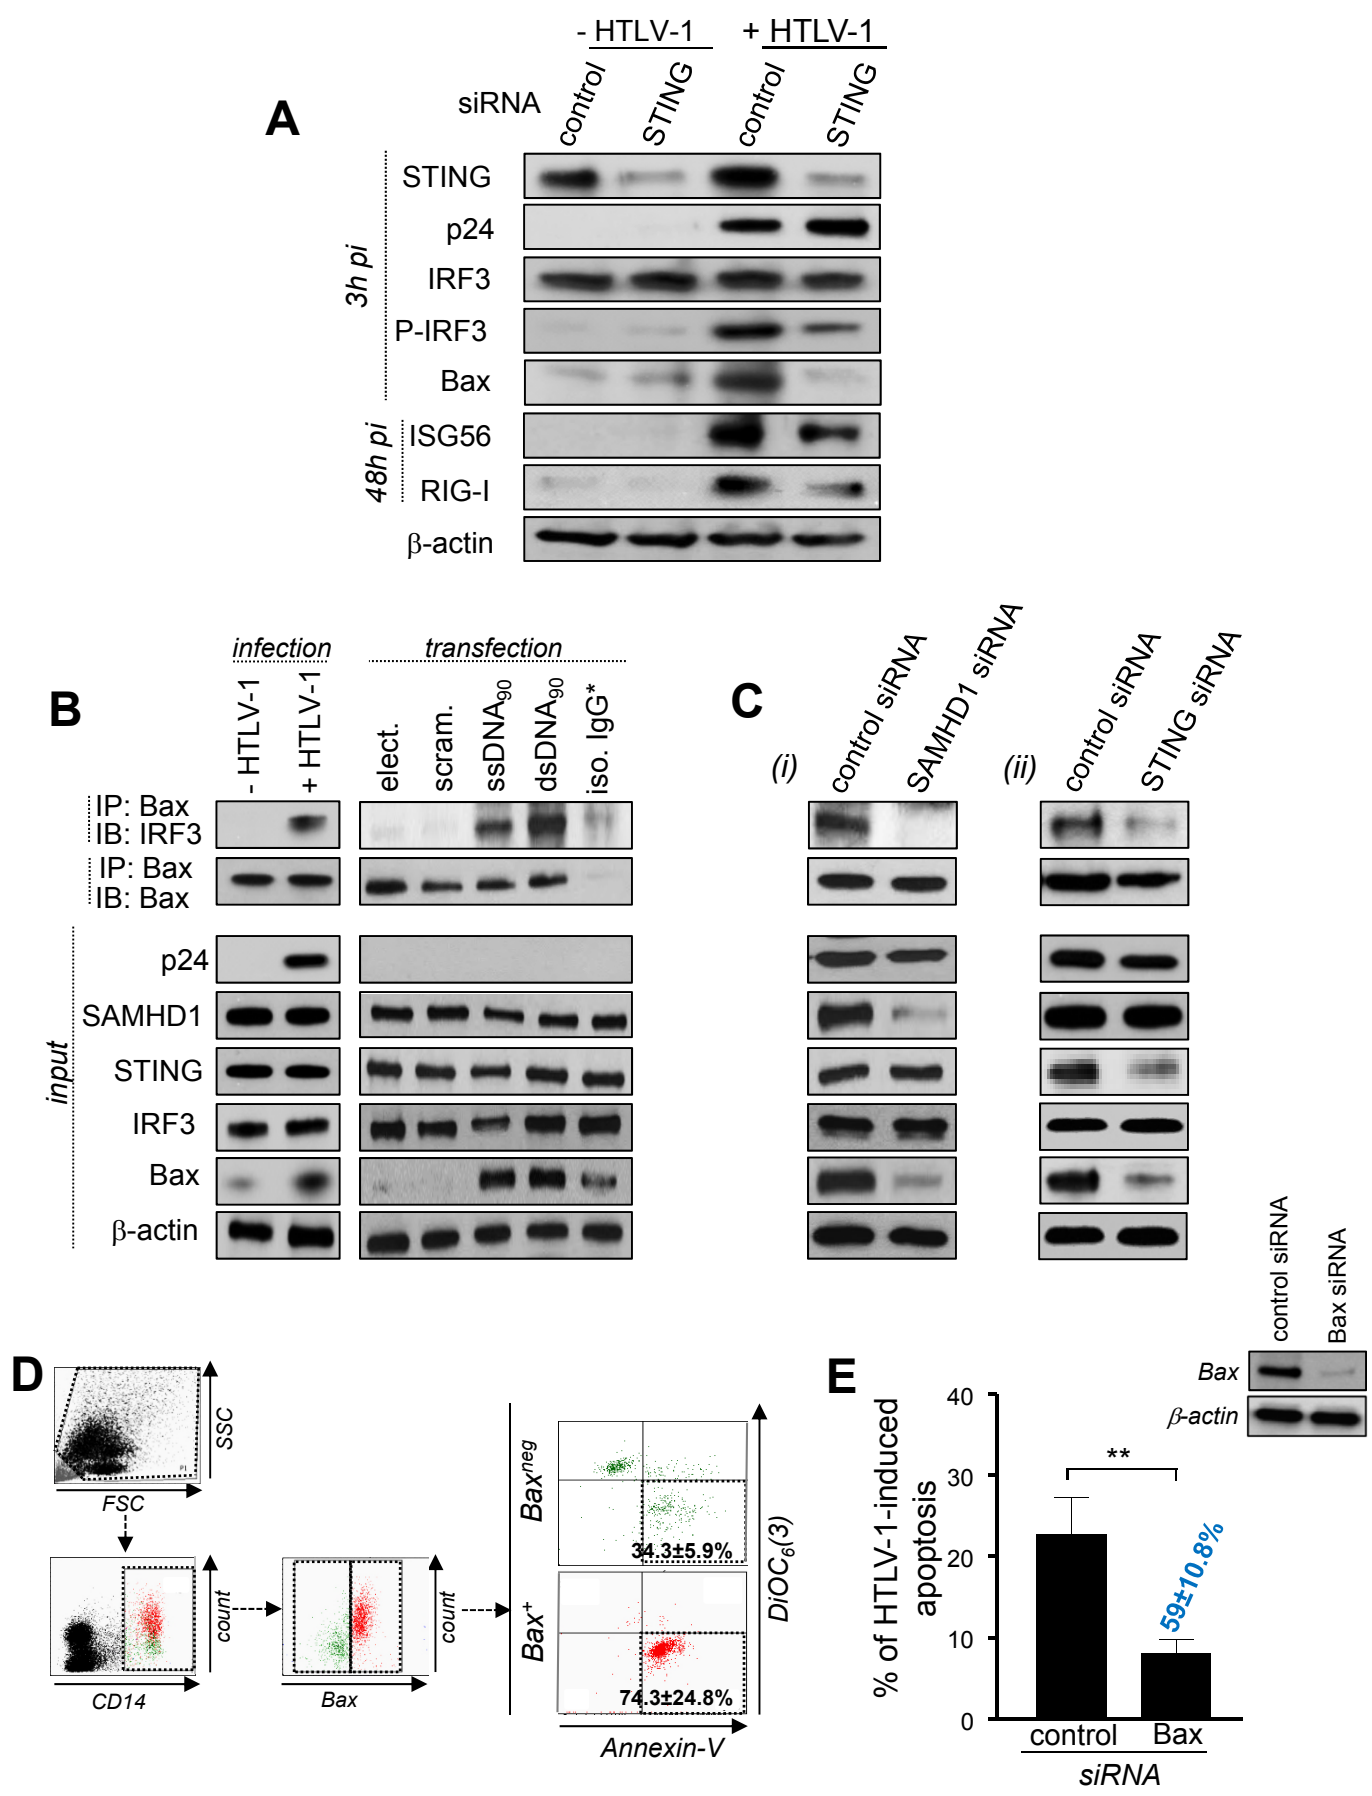 - HTLV-1 + HTLV-1
siRNA control STING control STING
A
3h pi
STING
p24
IRF3
P-IRF3
Bax
48h pi
ISG56
RIG-I
β-actin
B
infection transfection
- HTLV-1 + HTLV-1 elect. scram. ssDNA90 dsDNA90 iso. IgG*
IP: Bax
IB: IRF3
IP: Bax
IB: Bax
input
p24
SAMHD1
STING
IRF3
Bax
β-actin
C
(i) control siRNA SAMHD1 siRNA
(ii) control siRNA STING siRNA
D
SSC
P1
FSC
count
CD14
count
Bax
Baxneg
34.3±5.9%
Bax+
74.3±24.8%
DiOC6(3)
Annexin-V
E
control siRNA Bax siRNA
Bax
β-actin
% of HTLV-1-induced
apoptosis
40
30
20
10
0
**
59±10.8%
control Bax
siRNA